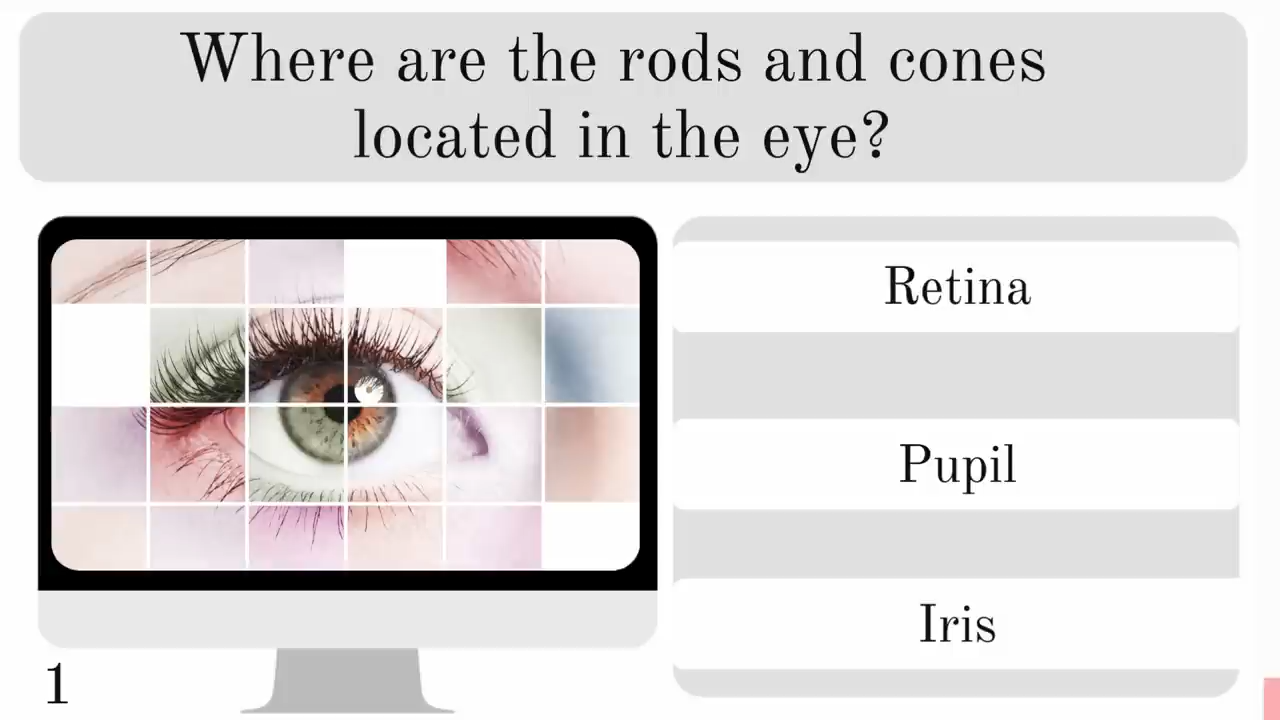 Where are the rods and cones
located in the eye?
Retina
Pupil
Iris
1